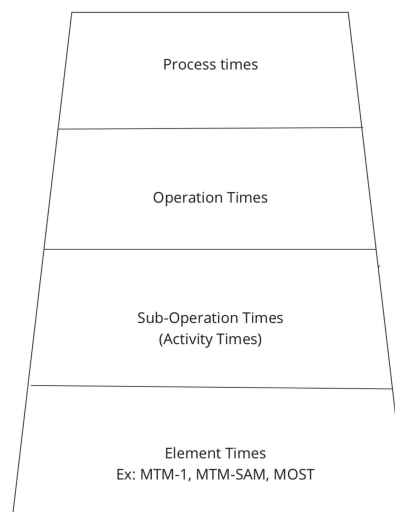 Process times
Operation Times
Sub-Operation Times
(Activity Times)
Element Times
Ex: MTM-1, MTM-SAM, MOST